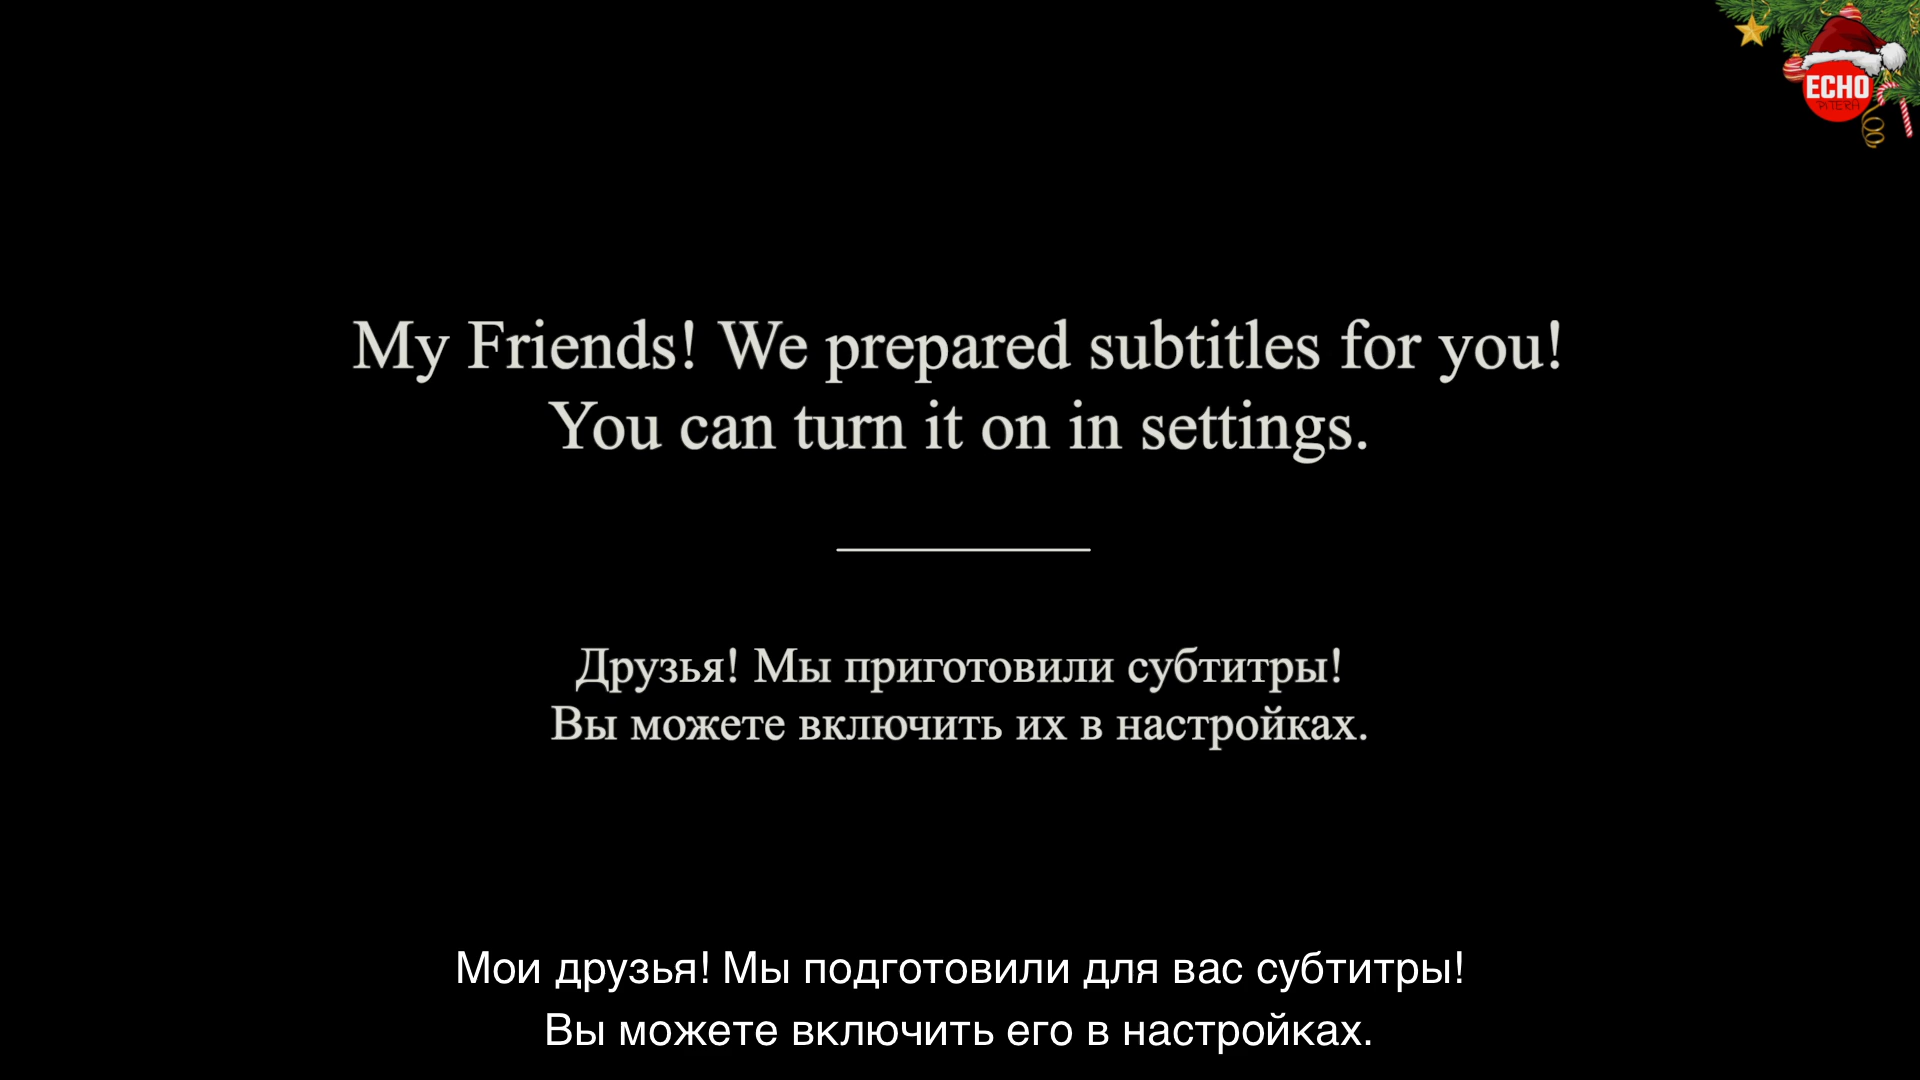 ECHO
PITERH
My Friends! We prepared subtitles for you!
You can turn it on in settings.
Друзья! Мы приготовили субтитры!
Вы можете включить их в настройках.
Мои друзья! Мы подготовили для вас субтитры!
Вы можете включить его в настройках.